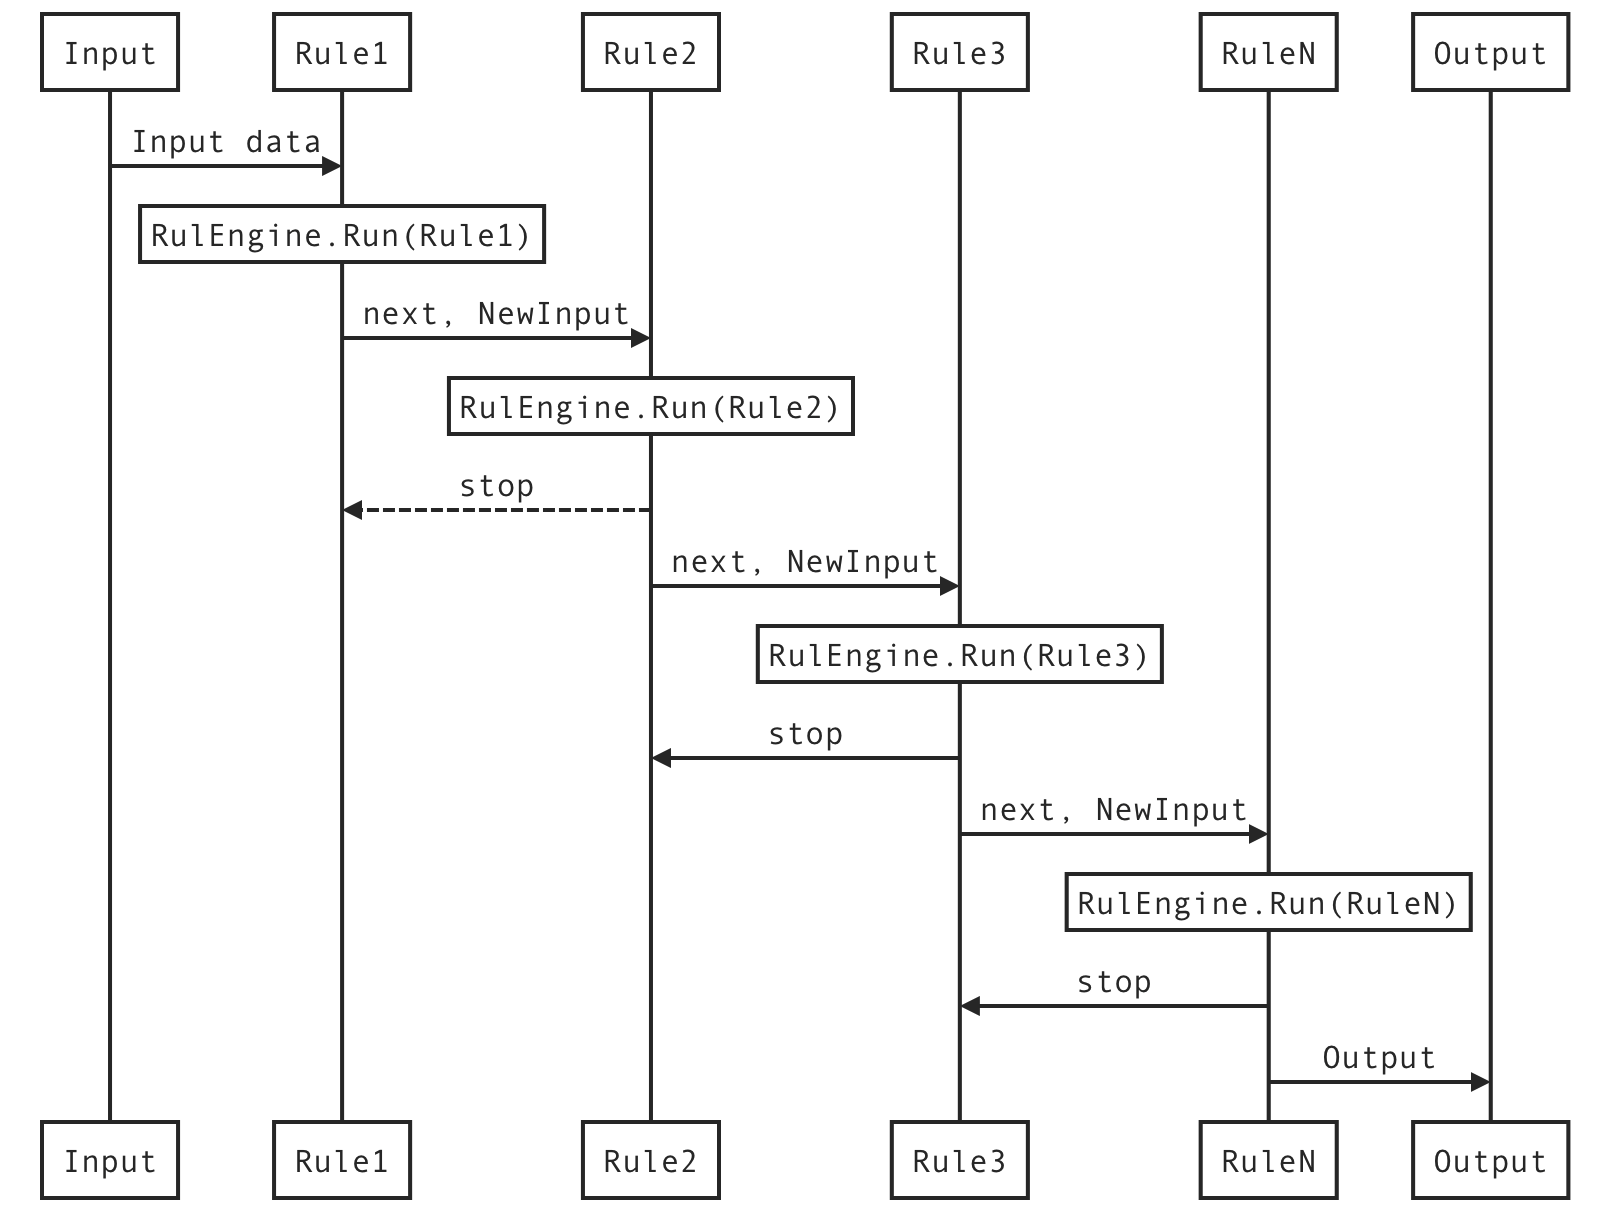 Input
Rule1
Rule2
Rule3
RuleN
Output
Input data
RulEngine.Run(Rule1)
next, NewInput
RulEngine.Run(Rule2)
stop
next, NewInput
RulEngine.Run(Rule3)
stop
next, NewInput
RulEngine.Run(RuleN)
stop
Output
Input
Rule1
Rule2
Rule3
RuleN
Output